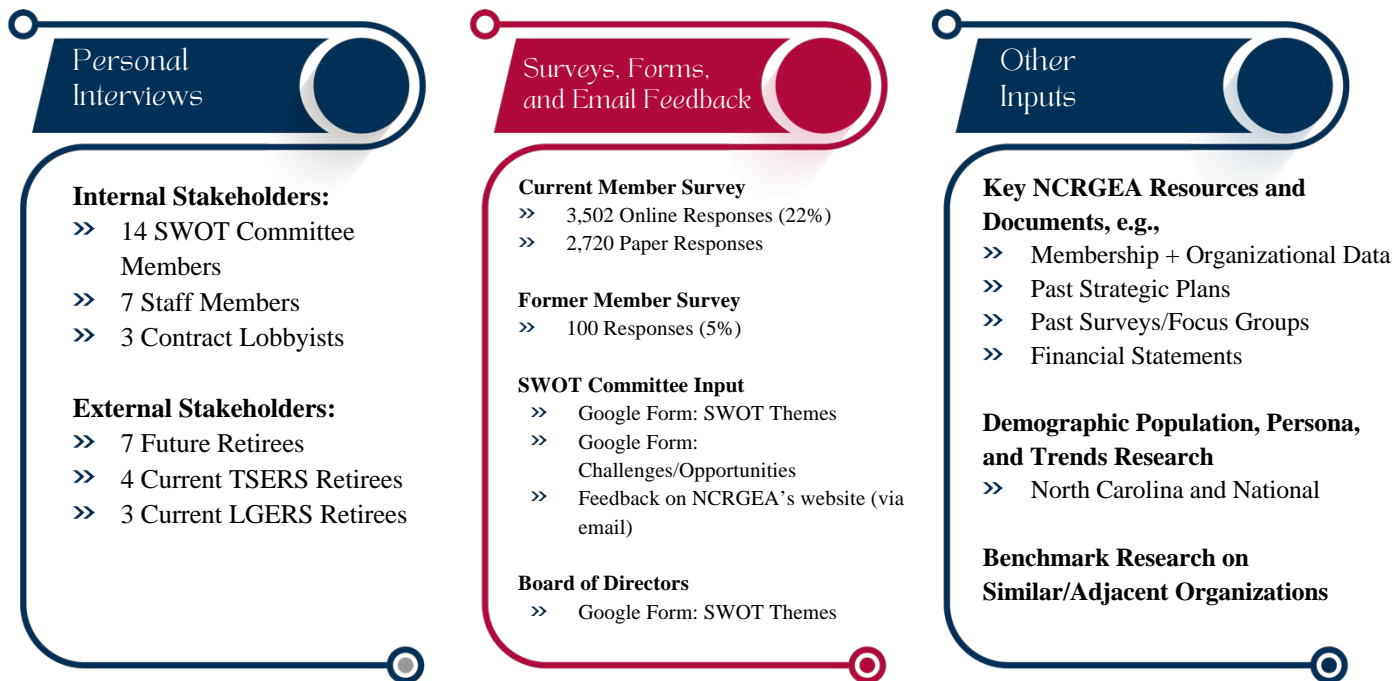 Personal
Interviews
Internal Stakeholders:
» 14 SWOT Committee
Members
» 7 Staff Members
» 3 Contract Lobbyists
External Stakeholders:
» 7 Future Retirees
» 4 Current TSERS Retirees
» 3 Current LGERS Retirees
Surveys, Forms,
and Email Feedback
Current Member Survey
» 3,502 Online Responses (22%)
» 2,720 Paper Responses
Former Member Survey
» 100 Responses (5%)
SWOT Committee Input
» Google Form: SWOT Themes
» Google Form:
Challenges/Opportunities
» Feedback on NCRGEA’s website (via
email)
Board of Directors
» Google Form: SWOT Themes
Other
Inputs
Key NCRGEA Resources and
Documents, e.g.,
» Membership + Organizational Data
» Past Strategic Plans
» Past Surveys/Focus Groups
» Financial Statements
Demographic Population, Persona,
and Trends Research
» North Carolina and National
Benchmark Research on
Similar/Adjacent Organizations